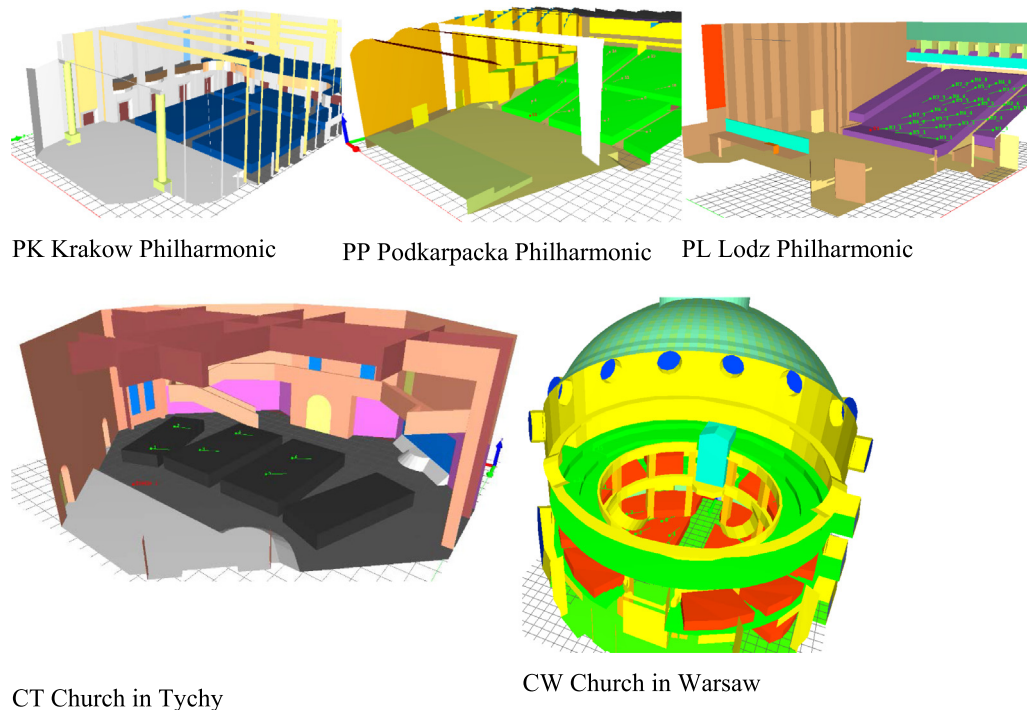 PK Krakow Philharmonic
PP Podkarpacka Philharmonic
PL Lodz Philharmonic
CT Church in Tychy
CW Church in Warsaw